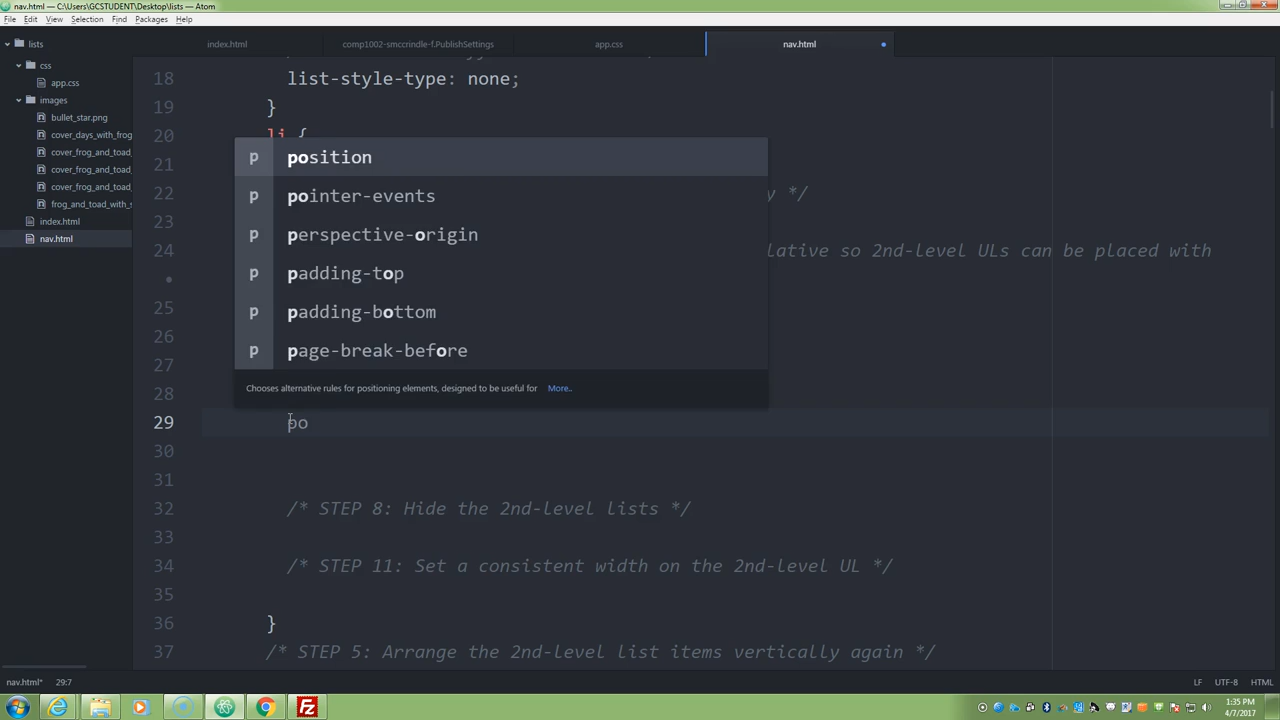 nav.html — C:\Users\GCSTUDENT\Desktop\lists — Atom
File Edit View Selection Find Packages Help
lists
css
app.css
images
bullet_star.png
cover_days_with_frog
cover_frog_and_toad_
cover_frog_and_toad_
cover_frog_and_toad_
frog_and_toad_with_s
index.html
nav.html
index.html comp1002-smccrindle-f.PublishSettings app.css nav.html
18 list-style-type: none;
19 }
20 li {
21
22 y */
23
24 lative so 2nd-level ULs can be placed with
25
26
27
28
29 po
30
31
32 /* STEP 8: Hide the 2nd-level lists */
33
34 /* STEP 11: Set a consistent width on the 2nd-level UL */
35
36 }
37 /* STEP 5: Arrange the 2nd-level list items vertically again */
p position
p pointer-events
p perspective-origin
p padding-top
p padding-bottom
p page-break-before
Chooses alternative rules for positioning elements, designed to be useful for More..
nav.html* 29:7 LF UTF-8 HTML
1:35 PM
4/7/2017